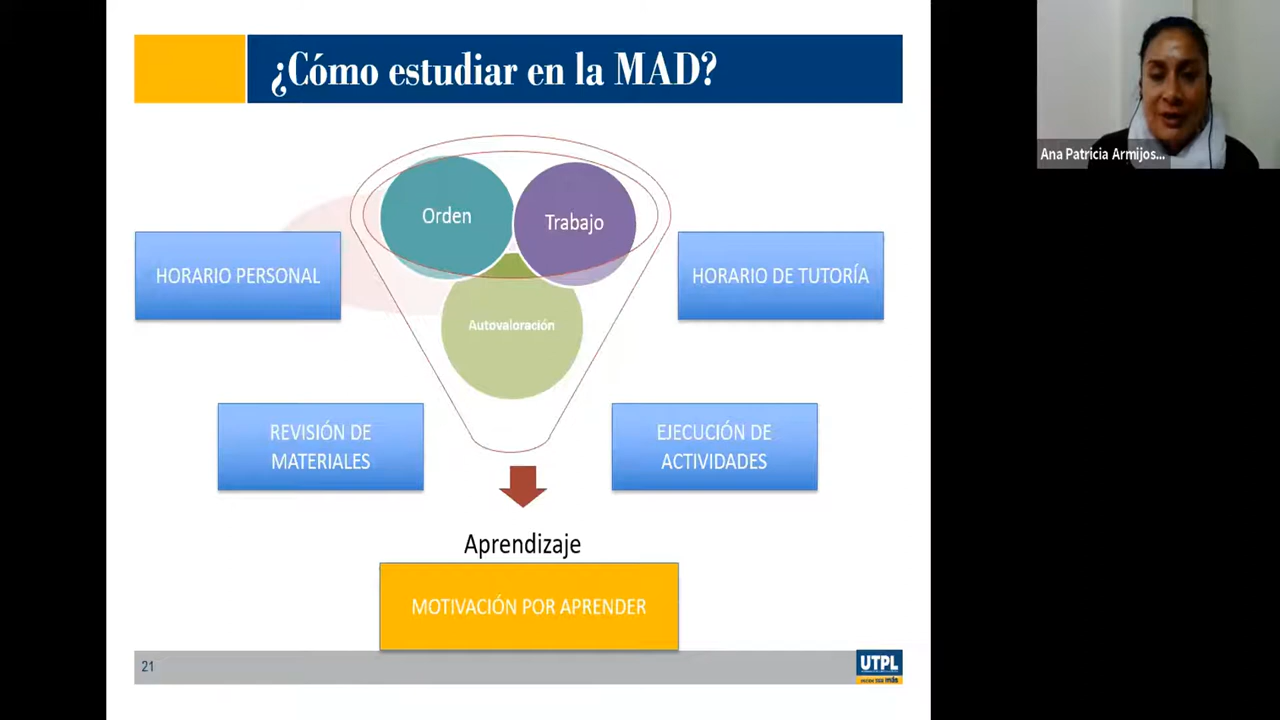 ¿Cómo estudiar en la MAD?
Ana Patricia Armijos...
Orden
Trabajo
HORARIO PERSONAL
HORARIO DE TUTORÍA
Autovaloración
REVISIÓN DE
MATERIALES
EJECUCIÓN DE
ACTIVIDADES
Aprendizaje
MOTIVACIÓN POR APRENDER
21
UTPL